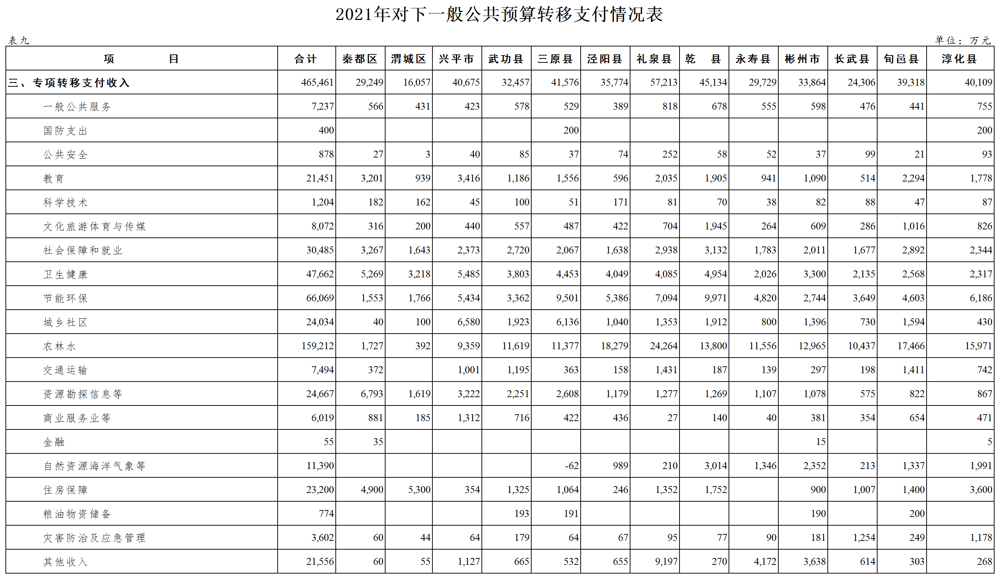 2021年对下一般公共预算转移支付情况表
表九 单位：万元
项 目 合计 秦都区 渭城区 兴平市 武功县 三原县 泾阳县 礼泉县 乾 县 永寿县 彬州市 长武县 旬邑县 淳化县
三、专项转移支付收入 465,461 29,249 16,057 40,675 32,457 41,576 35,774 57,213 45,134 29,729 33,864 24,306 39,318 40,109
一般公共服务 7,237 566 431 423 578 529 389 818 678 555 598 476 441 755
国防支出 400 200 200
公共安全 878 27 3 40 85 37 74 252 58 52 37 99 21 93
教育 21,451 3,201 939 3,416 1,186 1,556 596 2,035 1,905 941 1,090 514 2,294 1,778
科学技术 1,204 182 162 45 100 51 171 81 70 38 82 88 47 87
文化旅游体育与传媒 8,072 316 200 440 557 487 422 704 1,945 264 609 286 1,016 826
社会保障和就业 30,485 3,267 1,643 2,373 2,720 2,067 1,638 2,938 3,132 1,783 2,011 1,677 2,892 2,344
卫生健康 47,662 5,269 3,218 5,485 3,803 4,453 4,049 4,085 4,954 2,026 3,300 2,135 2,568 2,317
节能环保 66,069 1,553 1,766 5,434 3,362 9,501 5,386 7,094 9,971 4,820 2,744 3,649 4,603 6,186
城乡社区 24,034 40 100 6,580 1,923 6,136 1,040 1,353 1,912 800 1,396 730 1,594 430
农林水 159,212 1,727 392 9,359 11,619 11,377 18,279 24,264 13,800 11,556 12,965 10,437 17,466 15,971
交通运输 7,494 372 1,001 1,195 363 158 1,431 187 139 297 198 1,411 742
资源勘探信息等 24,667 6,793 1,619 3,222 2,251 2,608 1,179 1,277 1,269 1,107 1,078 575 822 867
商业服务业等 6,019 881 185 1,312 716 422 436 27 140 40 381 354 654 471
金融 55 35 15 5
自然资源海洋气象等 11,390 -62 989 210 3,014 1,346 2,352 213 1,337 1,991
住房保障 23,200 4,900 5,300 354 1,325 1,064 246 1,352 1,752 900 1,007 1,400 3,600
粮油物资储备 774 193 191 190 200
灾害防治及应急管理 3,602 60 44 64 179 64 67 95 77 90 181 1,254 249 1,178
其他收入 21,556 60 55 1,127 665 532 655 9,197 270 4,172 3,638 614 303 268